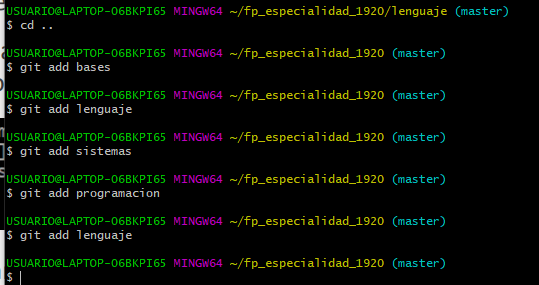 USUARIO@LAPTOP-O6BKPI65 MINGW64 ~/fp_especialidad_1920/lenguaje (master)
$ cd ..
USUARIO@LAPTOP-O6BKPI65 MINGW64 ~/fp_especialidad_1920 (master)
$ git add bases
USUARIO@LAPTOP-O6BKPI65 MINGW64 ~/fp_especialidad_1920 (master)
$ git add lenguaje
USUARIO@LAPTOP-O6BKPI65 MINGW64 ~/fp_especialidad_1920 (master)
$ git add sistemas
USUARIO@LAPTOP-O6BKPI65 MINGW64 ~/fp_especialidad_1920 (master)
$ git add programacion
USUARIO@LAPTOP-O6BKPI65 MINGW64 ~/fp_especialidad_1920 (master)
$ git add lenguaje
USUARIO@LAPTOP-O6BKPI65 MINGW64 ~/fp_especialidad_1920 (master)
$